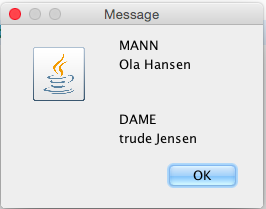 Message
MANN
Ola Hansen
DAME
trude Jensen
OK